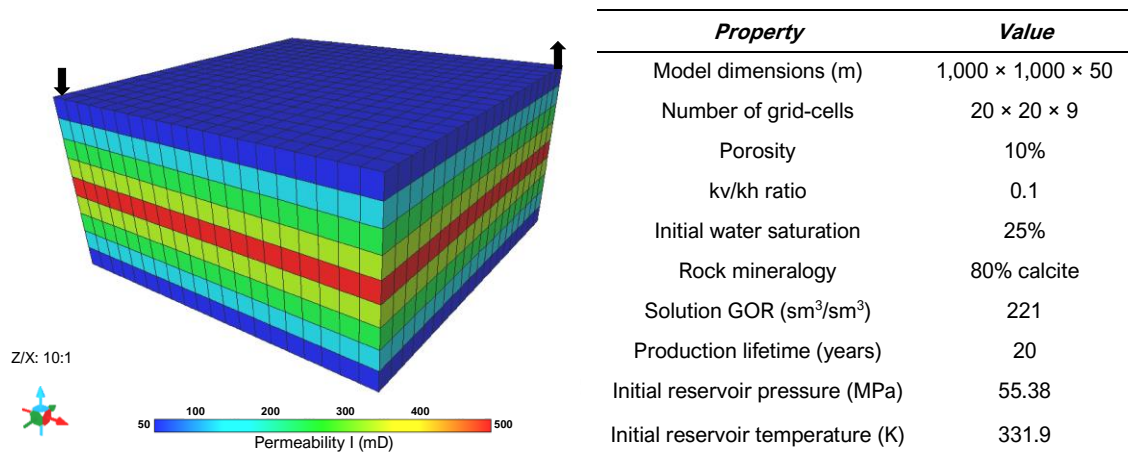 Z/X: 10:1
50 100 200 300 400 500
Permeability I (mD)
Property Value
Model dimensions (m) 1,000 × 1,000 × 50
Number of grid-cells 20 × 20 × 9
Porosity 10%
kv/kh ratio 0.1
Initial water saturation 25%
Rock mineralogy 80% calcite
Solution GOR (sm³/sm³) 221
Production lifetime (years) 20
Initial reservoir pressure (MPa) 55.38
Initial reservoir temperature (K) 331.9